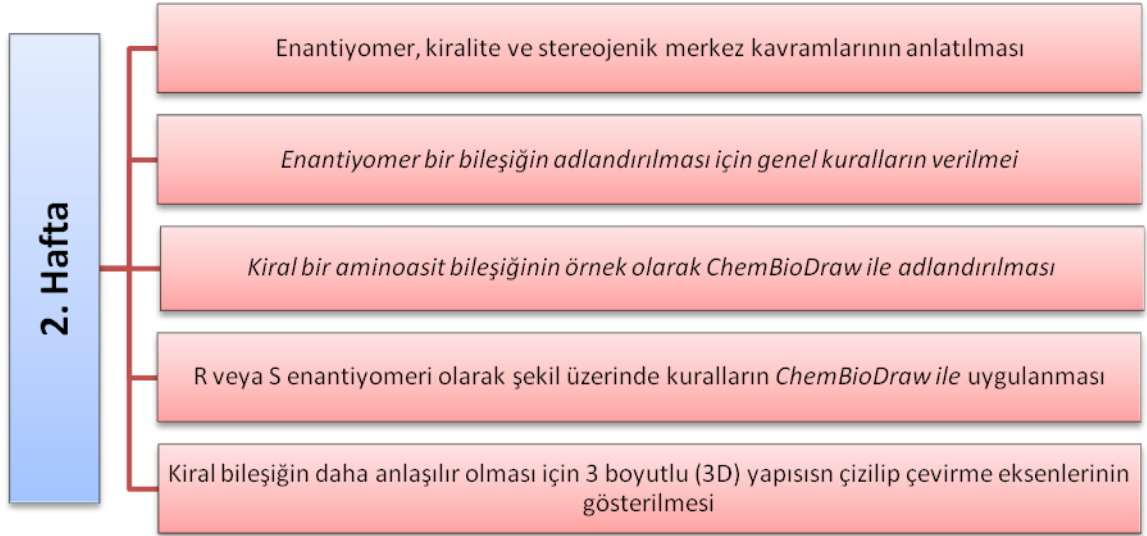 2. Hafta
Enantiyomer, kiralite ve stereojenik merkez kavramlarının anlatılması
Enantiyomer bir bileşiğin adlandırılması için genel kuralların verilmei
Kiral bir aminoasit bileşiğinin örnek olarak ChemBioDraw ile adlandırılması
R veya S enantiyomeri olarak şekil üzerinde kuralların ChemBioDraw ile uygulanması
Kiral bileşiğin daha anlaşılır olması için 3 boyutlu (3D) yapısısn çizilip çevirme eksenlerinin
gösterilmesi